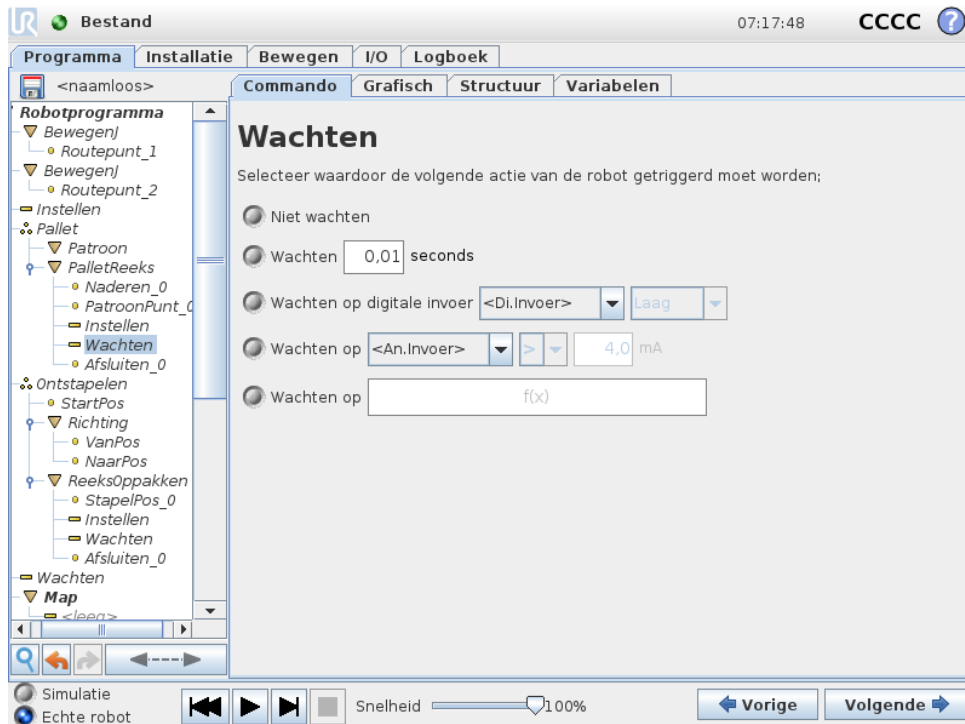 UR Bestand 07:17:48 CCCC ?
Programma Installatie Bewegen I/O Logboek
<naamloos>
Commando Grafisch Structuur Variabelen
Robotprogramma
BewegenJ
Routepunt_1
BewegenJ
Routepunt_2
Instellen
Pallet
Patroon
PalletReeks
Naderen_0
PatroonPunt_0
Instellen
Wachten
Afsluiten_0
Ontstapelen
StartPos
Richting
VanPos
NaarPos
ReeksOppakken
StapelPos_0
Instellen
Wachten
Afsluiten_0
Wachten
Map
<leeg>
Wachten
Selecteer waardoor de volgende actie van de robot getriggerd moet worden;
Niet wachten
Wachten 0,01 seconds
Wachten op digitale invoer <Di.Invoer> Laag
Wachten op <An.Invoer> > 4,0 mA
Wachten op f(x)
Simulatie
Echte robot
Snelheid 100%
Vorige Volgende